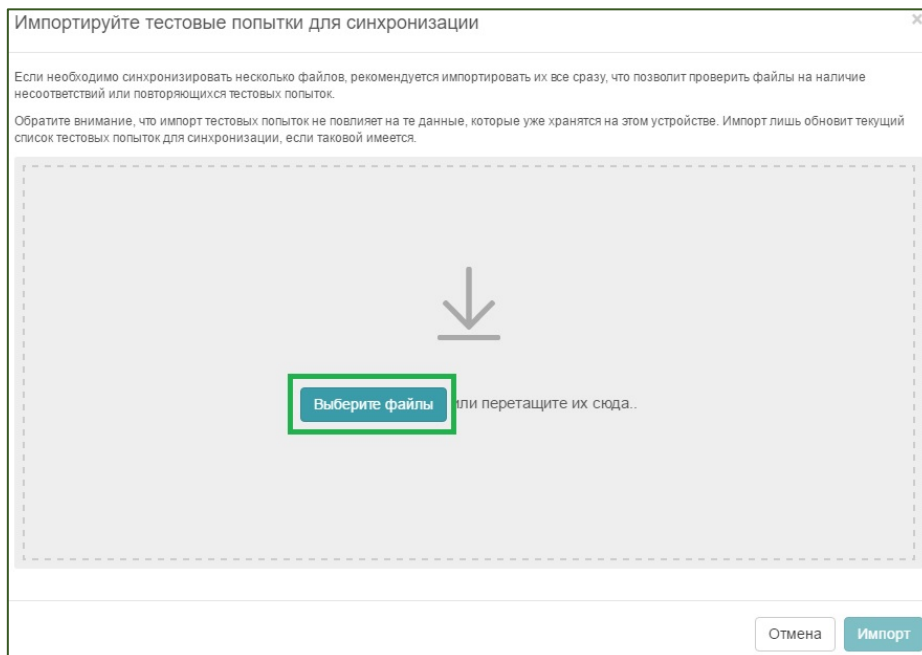 Импортируйте тестовые попытки для синхронизации
Если необходимо синхронизировать несколько файлов, рекомендуется импортировать их все сразу, что позволит проверить файлы на наличие
несоответствий или повторяющихся тестовых попыток.
Обратите внимание, что импорт тестовых попыток не повлияет на те данные, которые уже хранятся на этом устройстве. Импорт лишь обновит текущий
список тестовых попыток для синхронизации, если таковой имеется.
Выберите файлы или перетащите их сюда..
Отмена Импорт